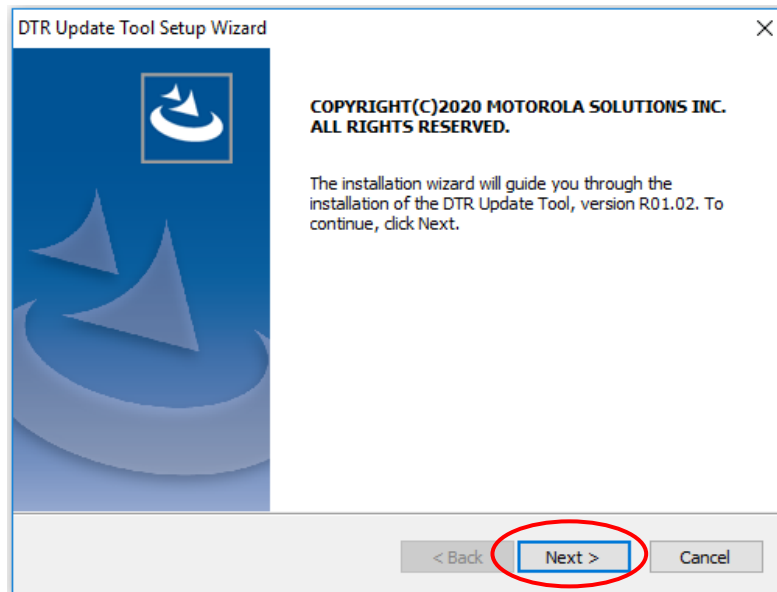 DTR Update Tool Setup Wizard
COPYRIGHT(C)2020 MOTOROLA SOLUTIONS INC.
ALL RIGHTS RESERVED.
The installation wizard will guide you through the
installation of the DTR Update Tool, version R01.02. To
continue, click Next.
< Back Next > Cancel